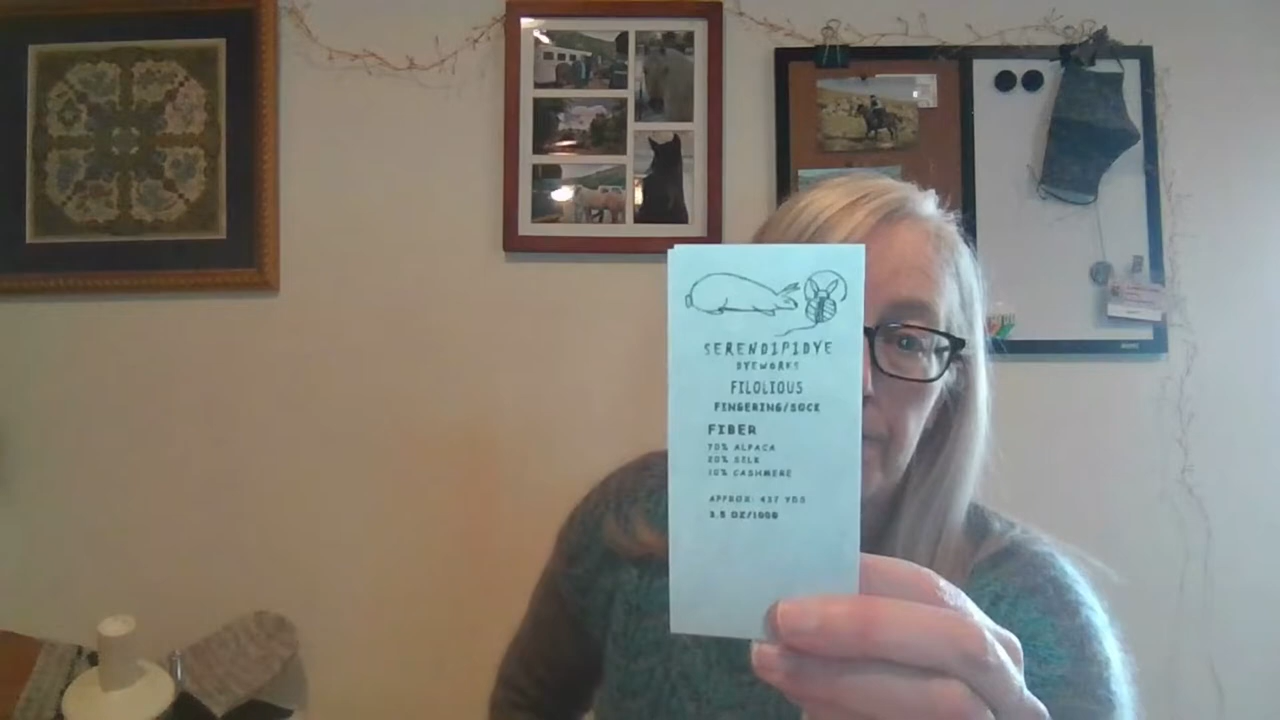 SERENDIPIDYE
DYEWORKS
FILOLIOUS
FINGERING/SOCK
FIBER
70% ALPACA
20% SILK
10% CASHMERE
APPROX: 437 YDS
3.5 OZ/100G